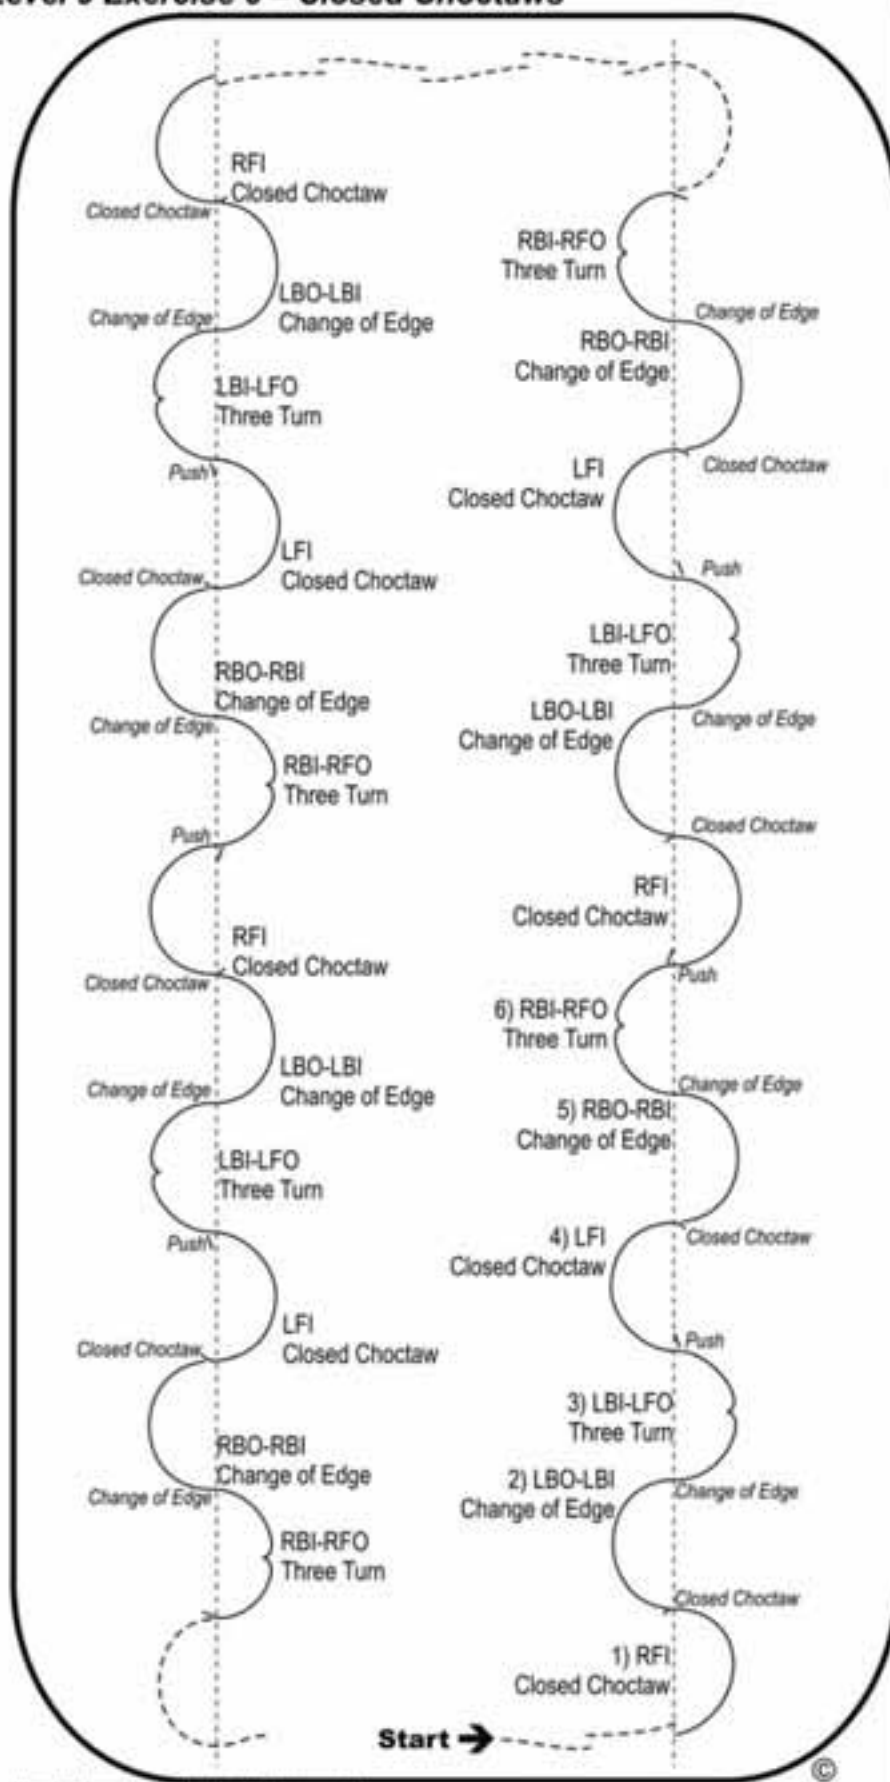 Closed Choctaws
RFI
Closed Choctaw
Closed Choctaw
LBO-LBI
Change of Edge
Change of Edge
LBI-LFO
Three Turn
Push
LFI
Closed Choctaw
Closed Choctaw
RBO-RBI
Change of Edge
Change of Edge
RBI-RFO
Three Turn
Push
RFI
Closed Choctaw
Closed Choctaw
LBO-LBI
Change of Edge
Change of Edge
LBI-LFO
Three Turn
Push
LFI
Closed Choctaw
Closed Choctaw
RBO-RBI
Change of Edge
Change of Edge
RBI-RFO
Three Turn
RBI-RFO
Three Turn
Change of Edge
RBO-RBI
Change of Edge
Closed Choctaw
LFI
Closed Choctaw
Push
LBI-LFO
Three Turn
LBO-LBI
Change of Edge
Change of Edge
Closed Choctaw
RFI
Closed Choctaw
Push
6) RBI-RFO
Three Turn
Change of Edge
5) RBO-RBI
Change of Edge
4) LFI
Closed Choctaw
Closed Choctaw
Push
3) LBI-LFO
Three Turn
2) LBO-LBI
Change of Edge
Change of Edge
Closed Choctaw
1) RFI
Closed Choctaw
Start
©